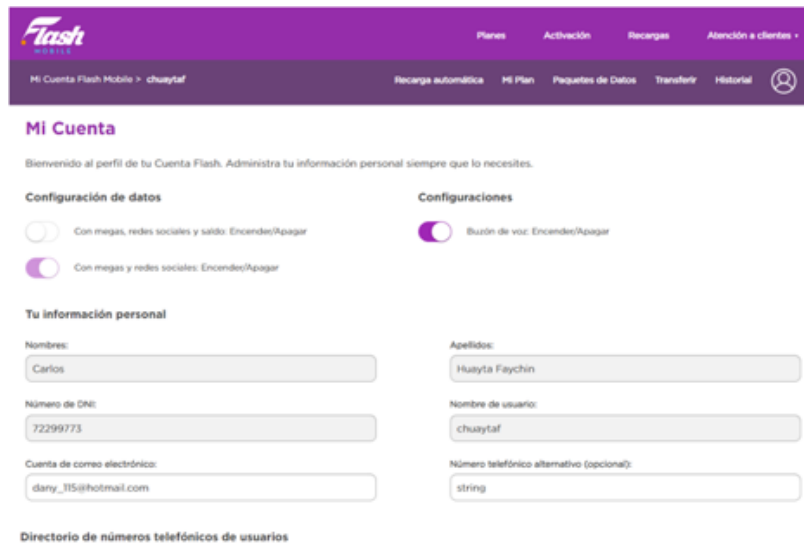 Flash
MOBILE
Planes Activación Recargas Atención a clientes
Mi Cuenta Flash Mobile > chuaytaf
Recarga automática Mi Plan Paquetes de Datos Transferir Historial
Mi Cuenta
Bienvenido al perfil de tu Cuenta Flash. Administra tu información personal siempre que lo necesites.
Configuración de datos Configuraciones
Con megas, redes sociales y saldo: Encender/Apagar Buzón de voz: Encender/Apagar
Con megas y redes sociales: Encender/Apagar
Tu información personal
Nombres: Apellidos:
Carlos Huayta Faychin
Número de DNI: Nombre de usuario:
72299773 chuaytaf
Cuenta de correo electrónico: Número telefónico alternativo (opcional):
dany_115@hotmail.com string
Directorio de números telefónicos de usuarios